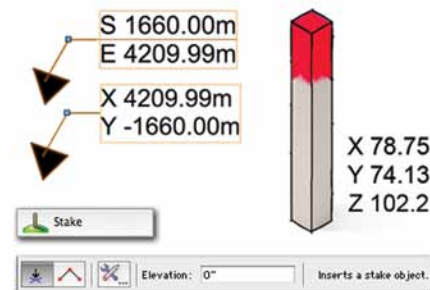 S 1660.00m
E 4209.99m
X 4209.99m
Y -1660.00m
X 78.75
Y 74.13
Z 102.2
Stake
Elevation: 0"
Inserts a stake object.